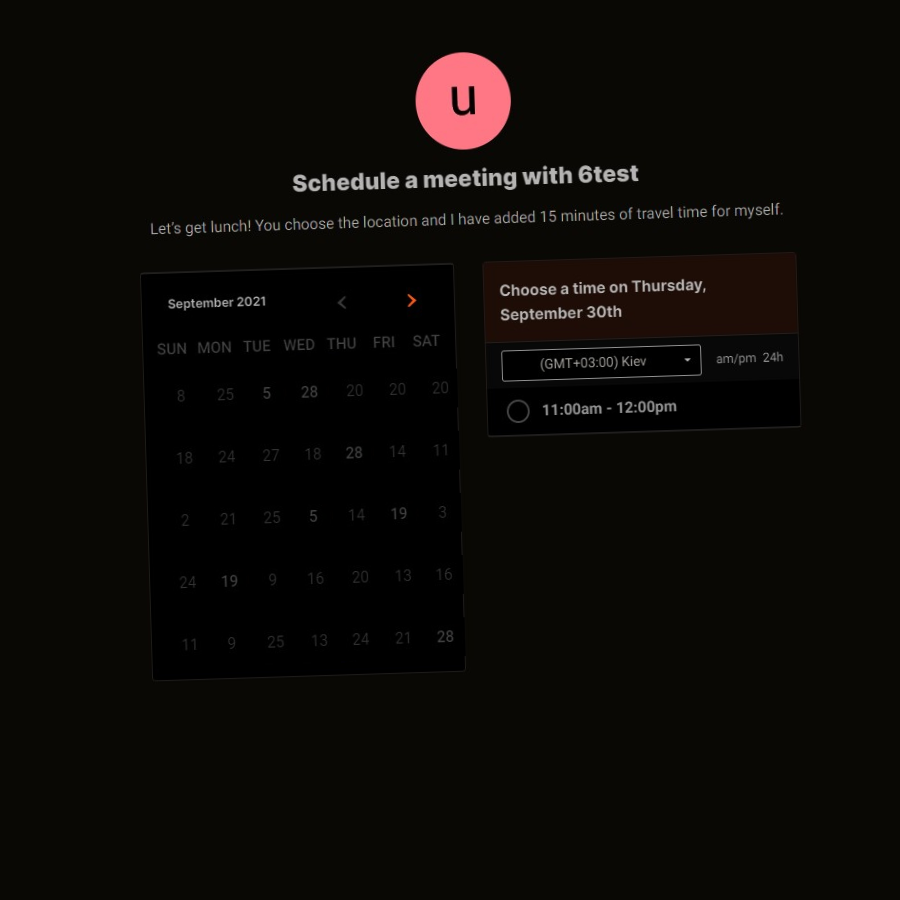 u
Schedule a meeting with 6test
Let's get lunch! You choose the location and I have added 15 minutes of travel time for myself.
September 2021
SUN MON TUE WED THU FRI SAT
8 25 5 28 20 20 20
18 24 27 18 28 14 11
2 21 25 5 14 19 3
24 19 9 16 20 13 16
11 9 25 13 24 21 28
Choose a time on Thursday,
September 30th
(GMT+03:00) Kiev am/pm 24h
11:00am - 12:00pm